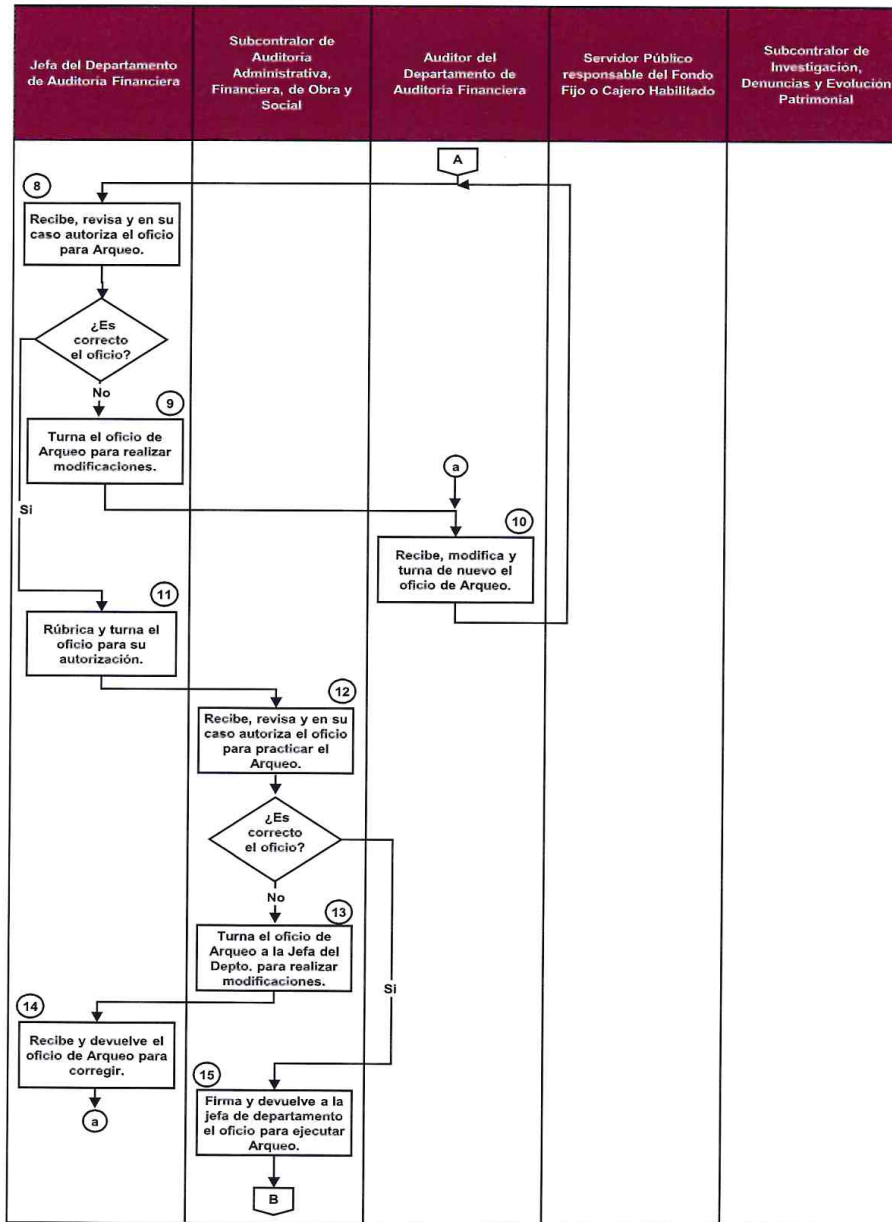 Jefa del Departamento
de Auditoría Financiera
Subcontralor de
Auditoría
Administrativa,
Financiera, de Obra y
Social
Auditor del
Departamento de
Auditoría Financiera
Servidor Público
responsable del Fondo
Fijo o Cajero Habilitado
Subcontralor de
Investigación,
Denuncias y Evolución
Patrimonial
A
8
Recibe, revisa y en su
caso autoriza el oficio
para Arqueo.
¿Es
correcto
el oficio?
No
9
Turna el oficio de
Arqueo para realizar
modificaciones.
a
Si
10
Recibe, modifica y
turna de nuevo el
oficio de Arqueo.
11
Rúbrica y turna el
oficio para su
autorización.
12
Recibe, revisa y en su
caso autoriza el oficio
para practicar el
Arqueo.
¿Es
correcto
el oficio?
No
13
Turna el oficio de
Arqueo a la Jefa del
Depto. para realizar
modificaciones.
Si
14
Recibe y devuelve el
oficio de Arqueo para
corregir.
a
15
Firma y devuelve a la
jefa de departamento
el oficio para ejecutar
Arqueo.
B